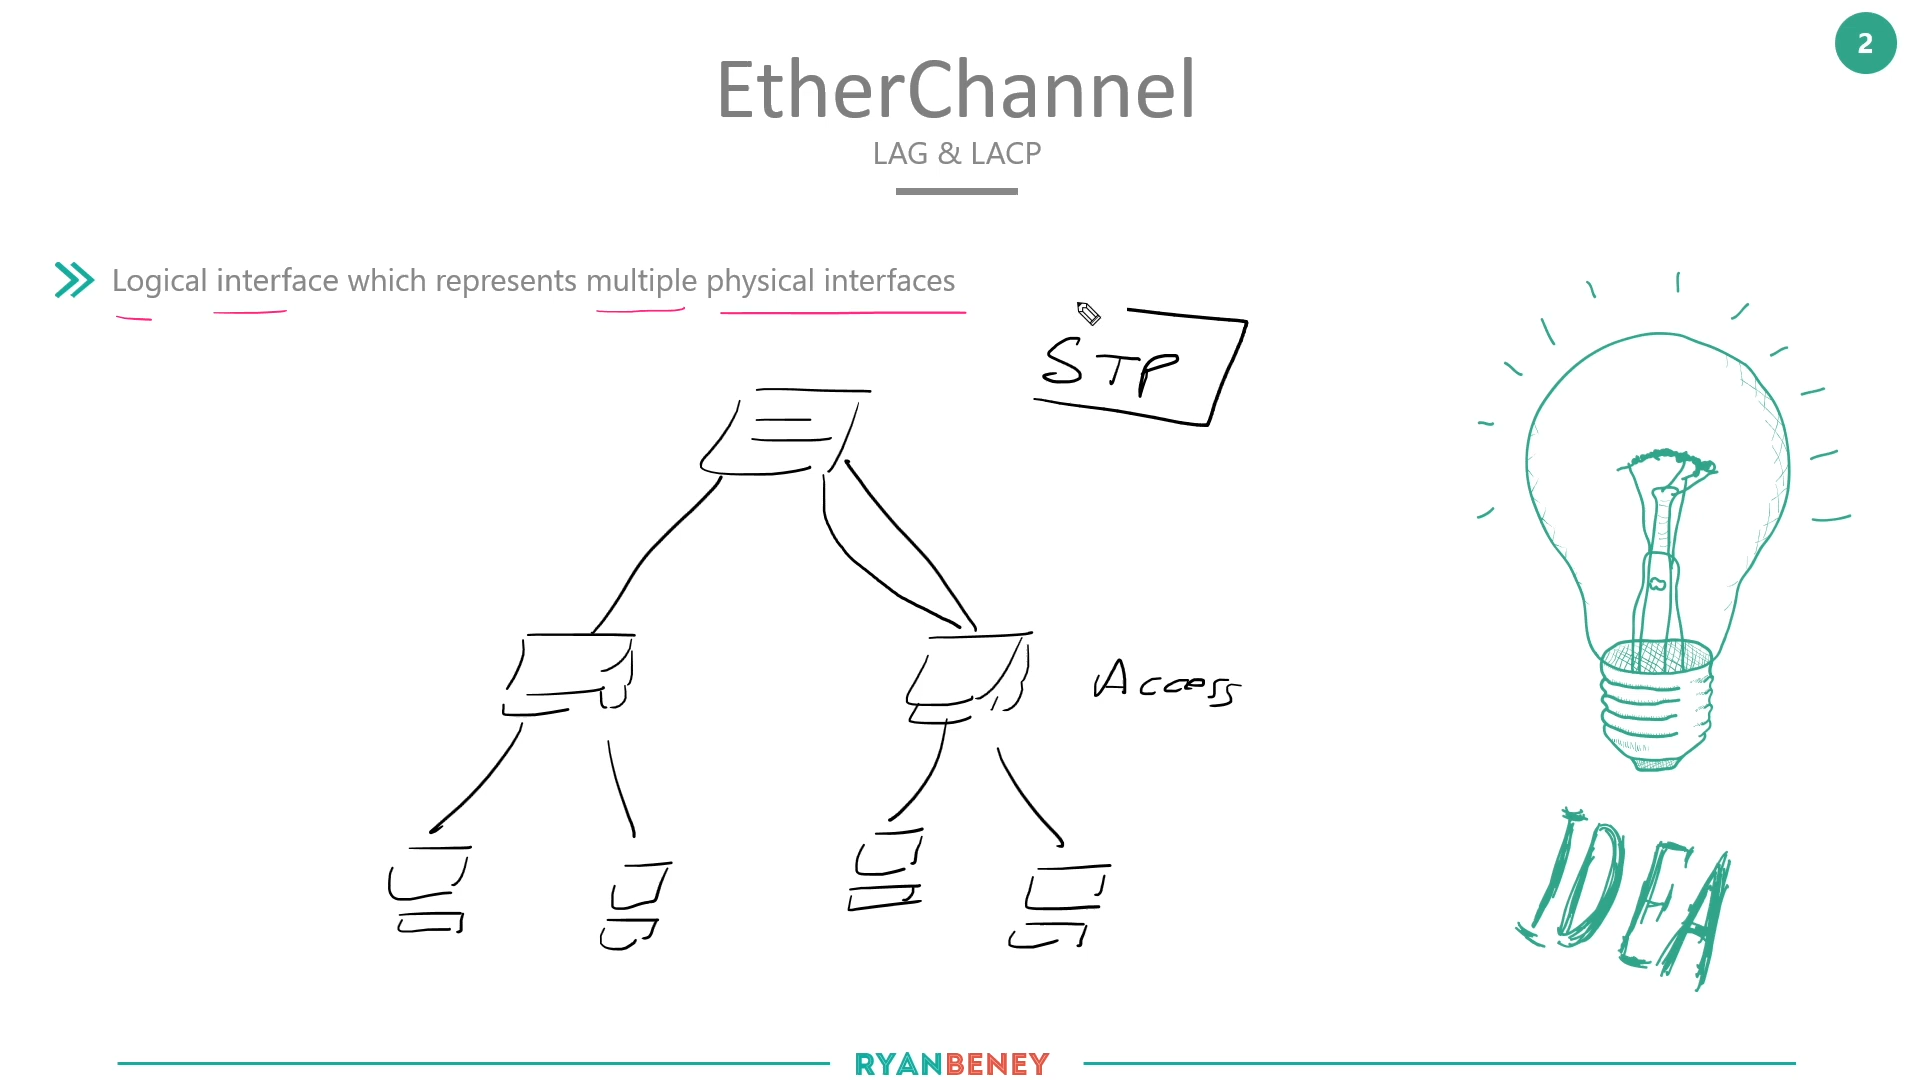 2
EtherChannel
LAG & LACP
Logical interface which represents multiple physical interfaces
STP
Access
IDEA
RYANBENEY